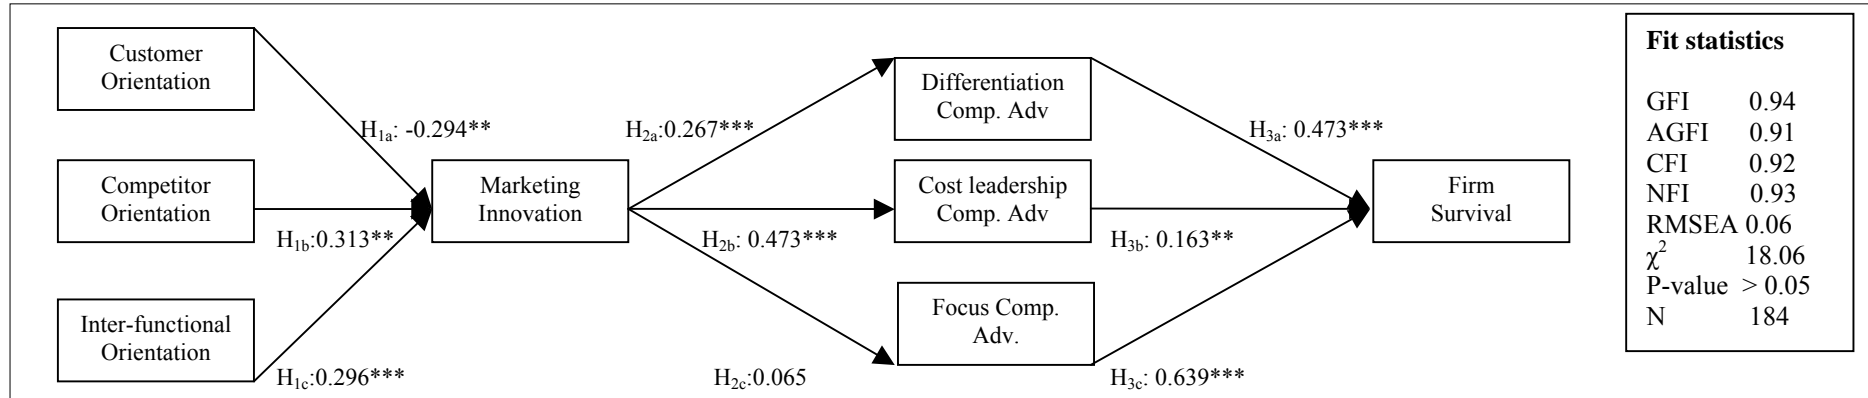 Customer
Orientation
Competitor
Orientation
Inter-functional
Orientation
H1a: -0.294**
H1b:0.313**
H1c:0.296***
Marketing
Innovation
H2a:0.267***
H2b: 0.473***
H2c:0.065
Differentiation
Comp. Adv
Cost leadership
Comp. Adv
Focus Comp.
Adv.
H3a: 0.473***
H3b: 0.163**
H3c: 0.639***
Firm
Survival
Fit statistics
GFI 0.94
AGFI 0.91
CFI 0.92
NFI 0.93
RMSEA 0.06
χ2 18.06
P-value > 0.05
N 184